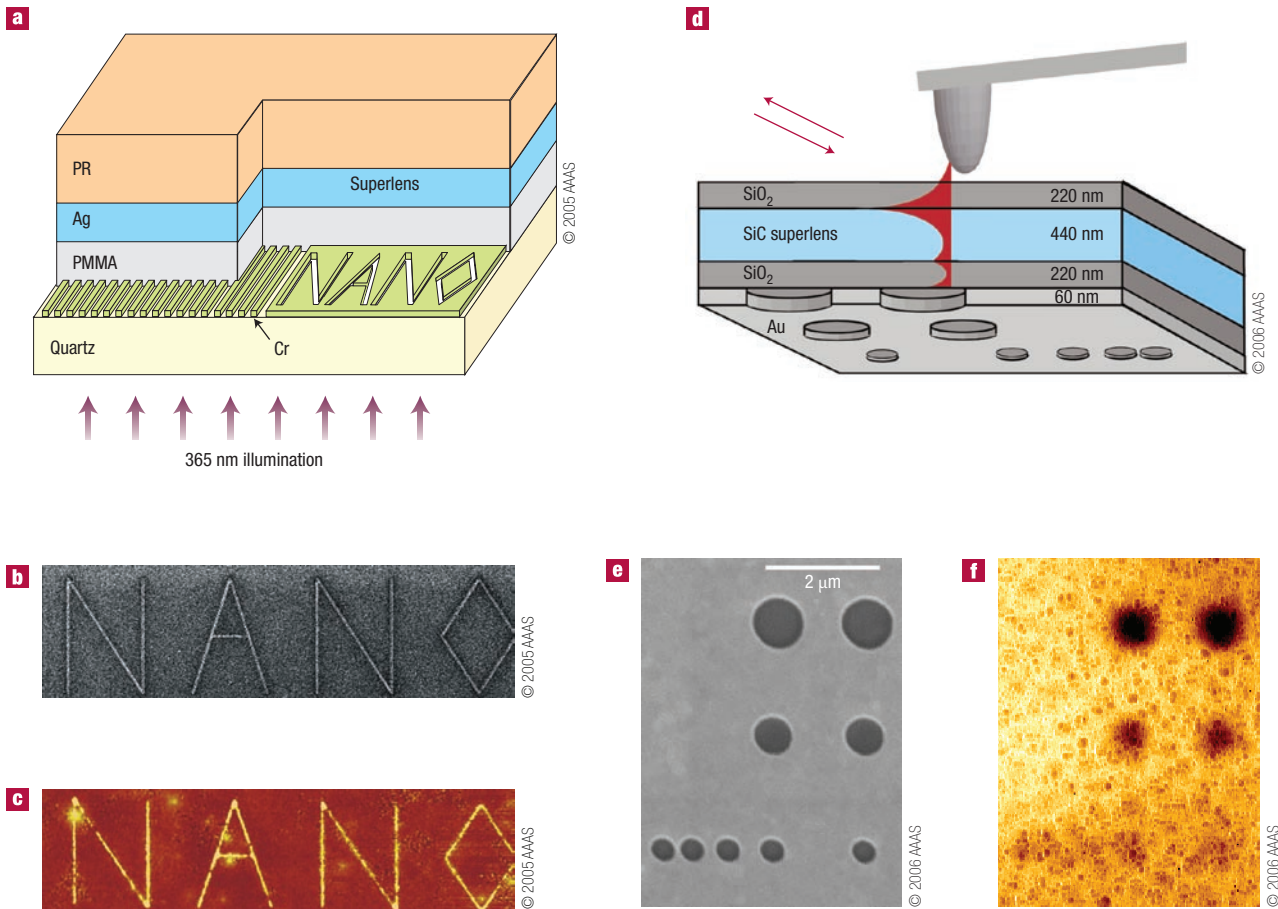 a
PR
Ag
PMMA
Superlens
Quartz
Cr
365 nm illumination
© 2005 AAAS
b
NANO
© 2005 AAAS
c
NANO
© 2005 AAAS
d
SiO2
220 nm
SiC superlens
440 nm
SiO2
220 nm
60 nm
Au
© 2006 AAAS
e
2 μm
© 2006 AAAS
f
© 2006 AAAS